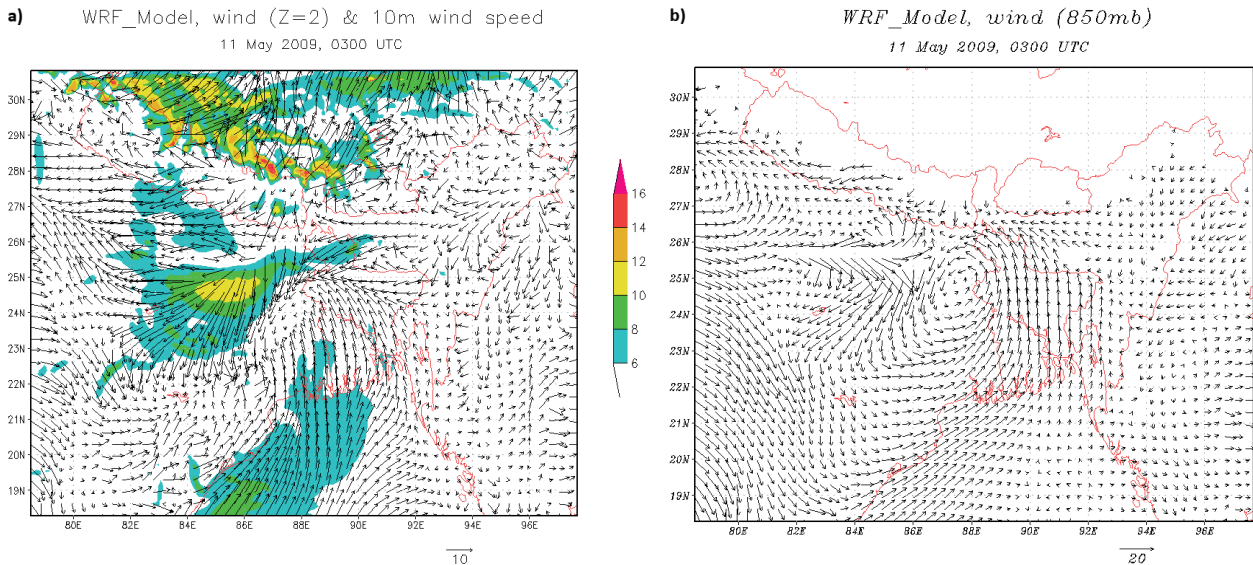 a)
WRF_Model, wind (Z=2) & 10m wind speed
11 May 2009, 0300 UTC
30N
29N
28N
27N
26N
25N
24N
23N
22N
21N
20N
19N
80E
82E
84E
86E
88E
90E
92E
94E
96E
10
16
14
12
10
8
6
b)
WRF_Model, wind (850mb)
11 May 2009, 0300 UTC
30N
29N
28N
27N
26N
25N
24N
23N
22N
21N
20N
19N
80E
82E
84E
86E
88E
90E
92E
94E
96E
20